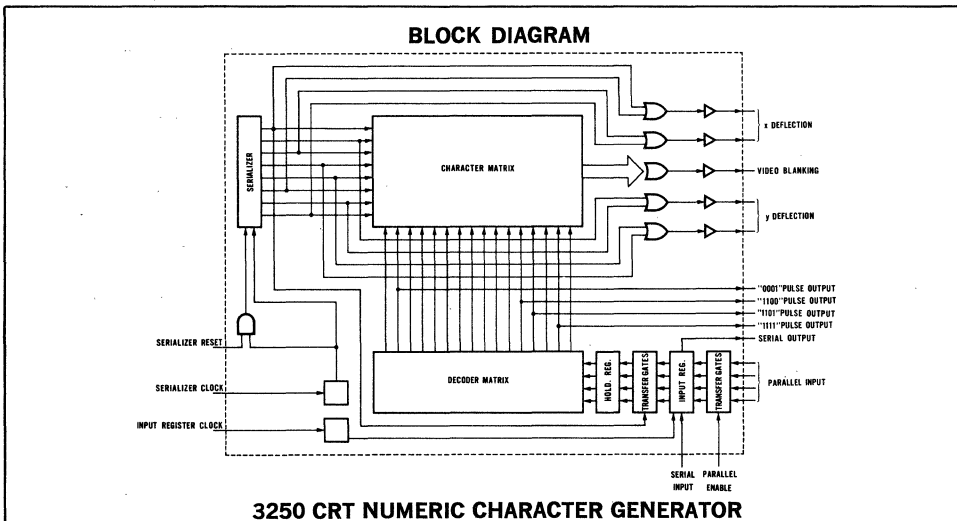 BLOCK DIAGRAM
SERIALIZER
CHARACTER MATRIX
x DEFLECTION
VIDEO BLANKING
y DEFLECTION
"0001" PULSE OUTPUT
"1100" PULSE OUTPUT
"1101" PULSE OUTPUT
"1111" PULSE OUTPUT
SERIAL OUTPUT
SERIALIZER RESET
SERIALIZER CLOCK
INPUT REGISTER CLOCK
DECODER MATRIX
HOLD. REG.
TRANSFER GATES
INPUT REG.
TRANSFER GATES
PARALLEL INPUT
SERIAL INPUT
PARALLEL ENABLE
3250 CRT NUMERIC CHARACTER GENERATOR